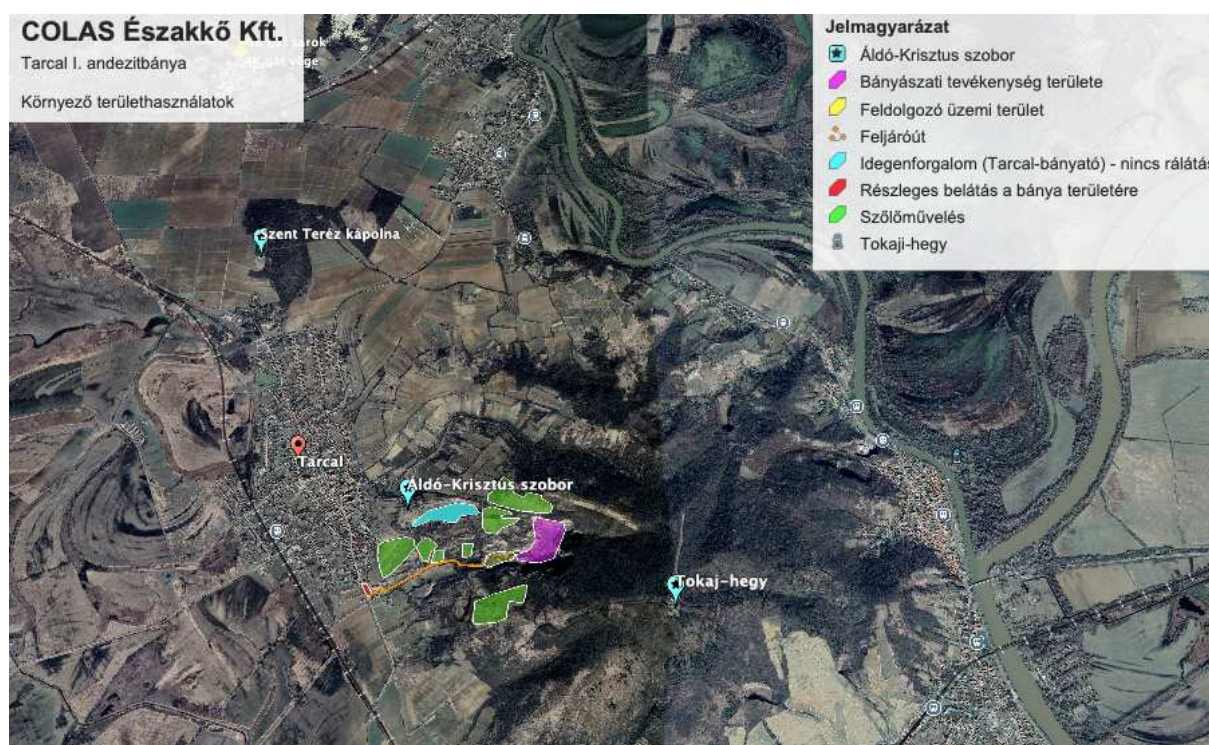 COLAS Északkő Kft.
Tarcal I. andezitbánya
Környező területhasználatok
Jelmagyarázat
Áldó-Krisztus szobor
Bányászati tevékenység területe
Feldolgozó üzemi terület
Feljáróút
Idegenforgalom (Tarcal-bányató) - nincs rálátás
Részleges belátás a bánya területére
Szőlőművelés
Tokaji-hegy
Szent Teréz kápolna
Tarcal
Áldó-Krisztus szobor
Tokaj-hegy